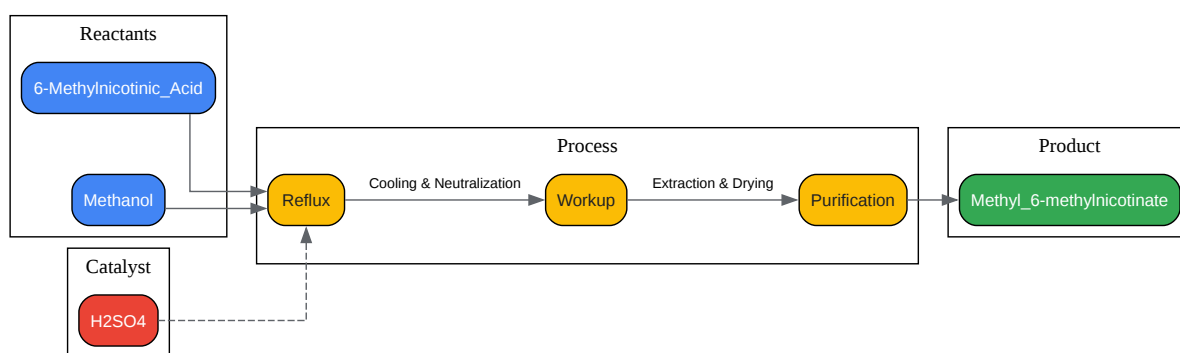 Reactants
6-Methylnicotinic_Acid
Methanol
Catalyst
H2SO4
Process
Reflux
Cooling & Neutralization
Workup
Extraction & Drying
Purification
Product
Methyl_6-methylnicotinate